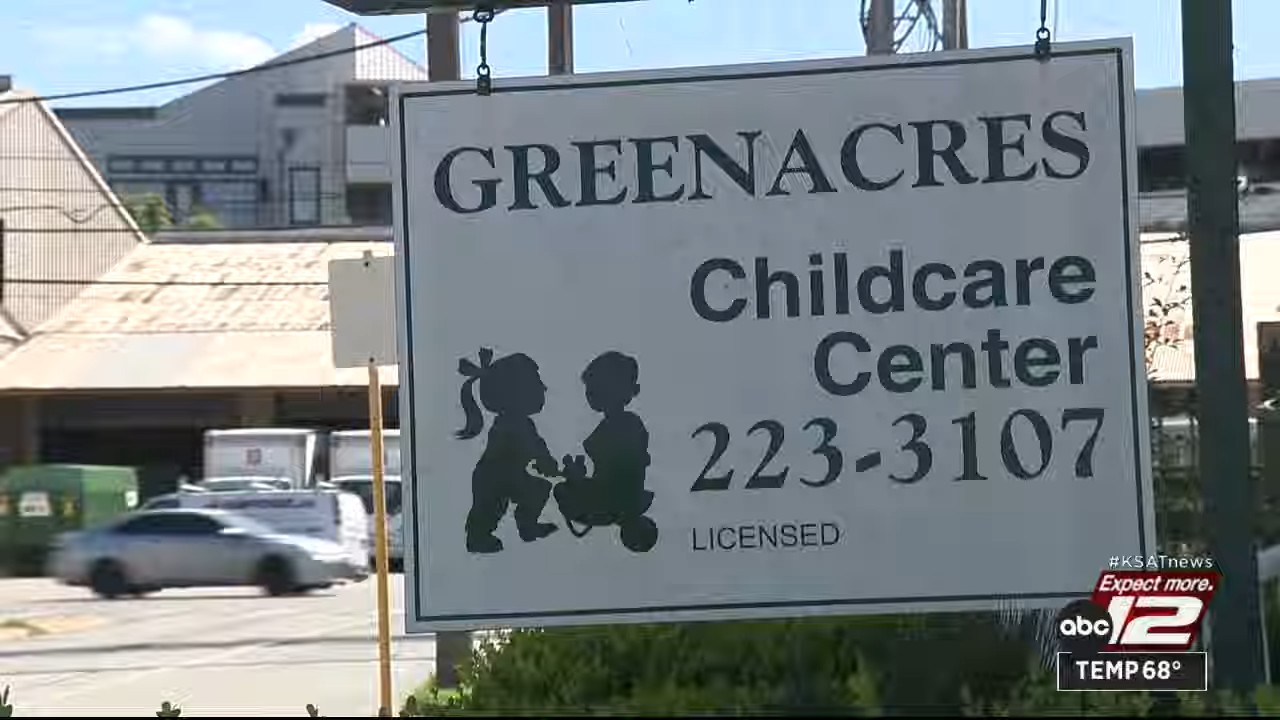 GREENACRES
Childcare
Center
223-3107
LICENSED
#KSATnews
Expect more.
abc 12
TEMP 68°